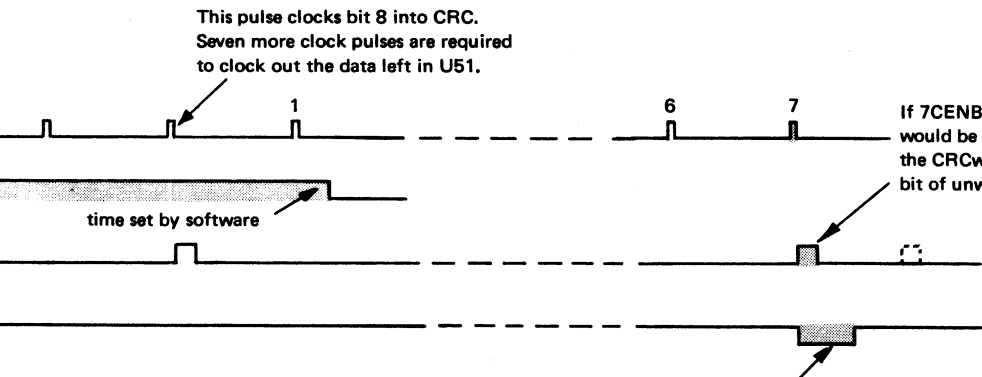 This pulse clocks bit 8 into CRC.
Seven more clock pulses are required
to clock out the data left in U51.
1
6
7
If 7CENB
would be
the CRCw
bit of unw
time set by software